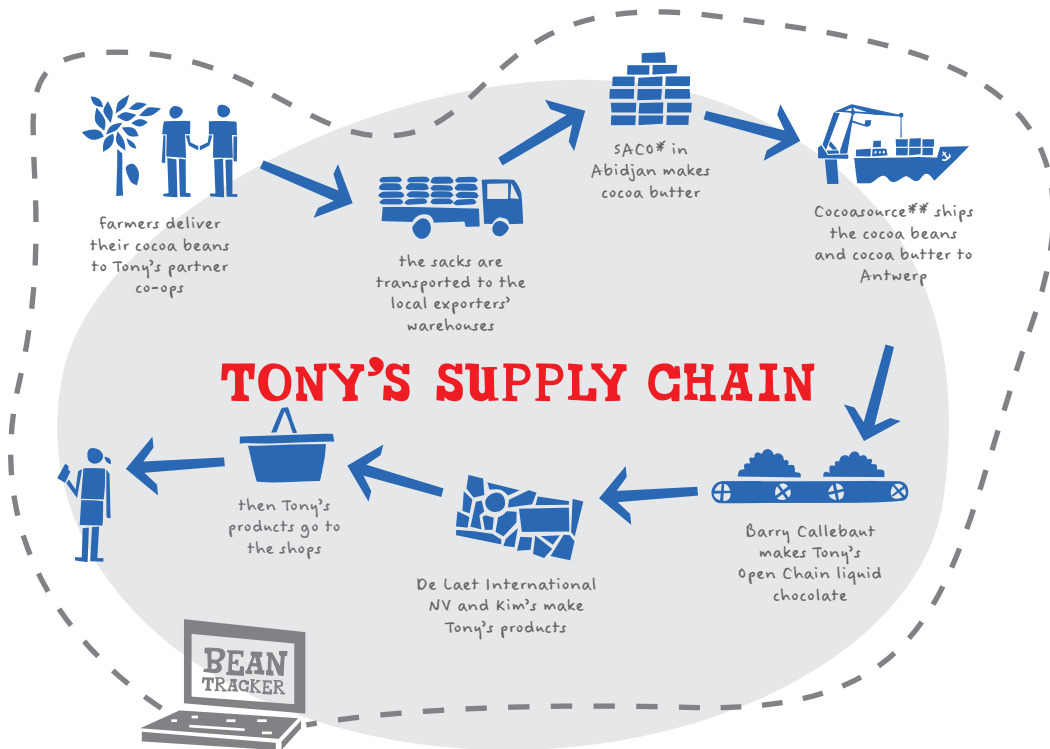 farmers deliver
their cocoa beans
to Tony's partner
co-ops
the sacks are
transported to the
local exporters'
warehouses
SACO* in
Abidjan makes
cocoa butter
Cocoasource** ships
the cocoa beans
and cocoa butter to
Antwerp
TONY'S SUPPLY CHAIN
Barry Callebaut
makes Tony's
Open Chain liquid
chocolate
De Laet International
NV and Kim's make
Tony's products
then Tony's
products go to
the shops
BEAN
TRACKER